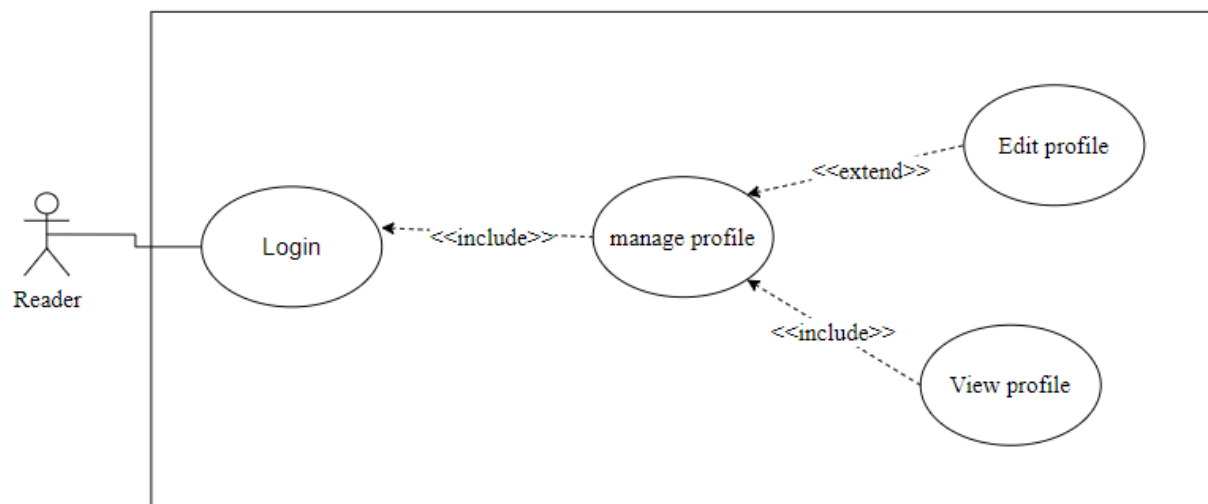 Edit profile
<<extend>>
Login
<<include>>
manage profile
Reader
<<include>>
View profile